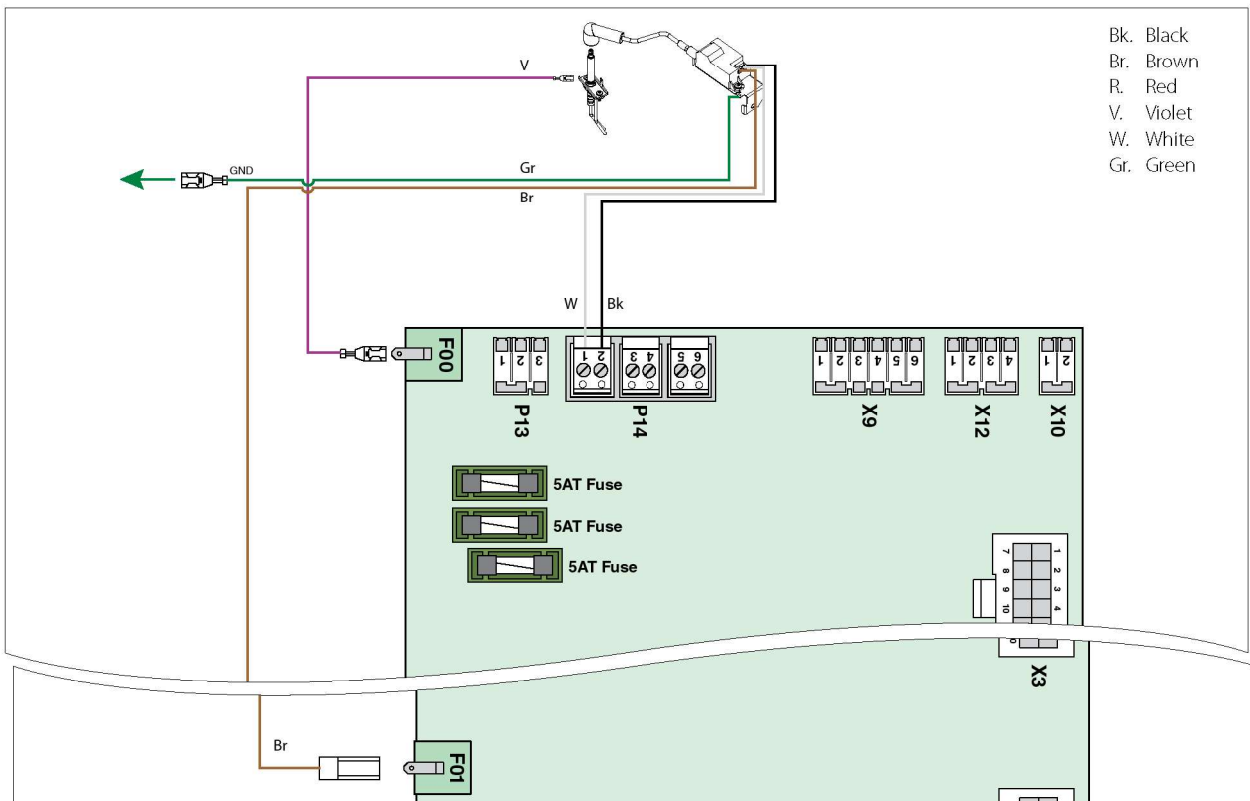 Bk. Black
Br. Brown
R. Red
V. Violet
W. White
Gr. Green
V
GND
Gr
Br
W
Bk
F00
1 2 3
P13
1 2 3 4 5 6
P14
1 2 3 4 5 6
X9
1 2 3 4
X12
1 2
X10
5AT Fuse
5AT Fuse
5AT Fuse
7 1
8 2
9 3
10 4
X3
Br
F01